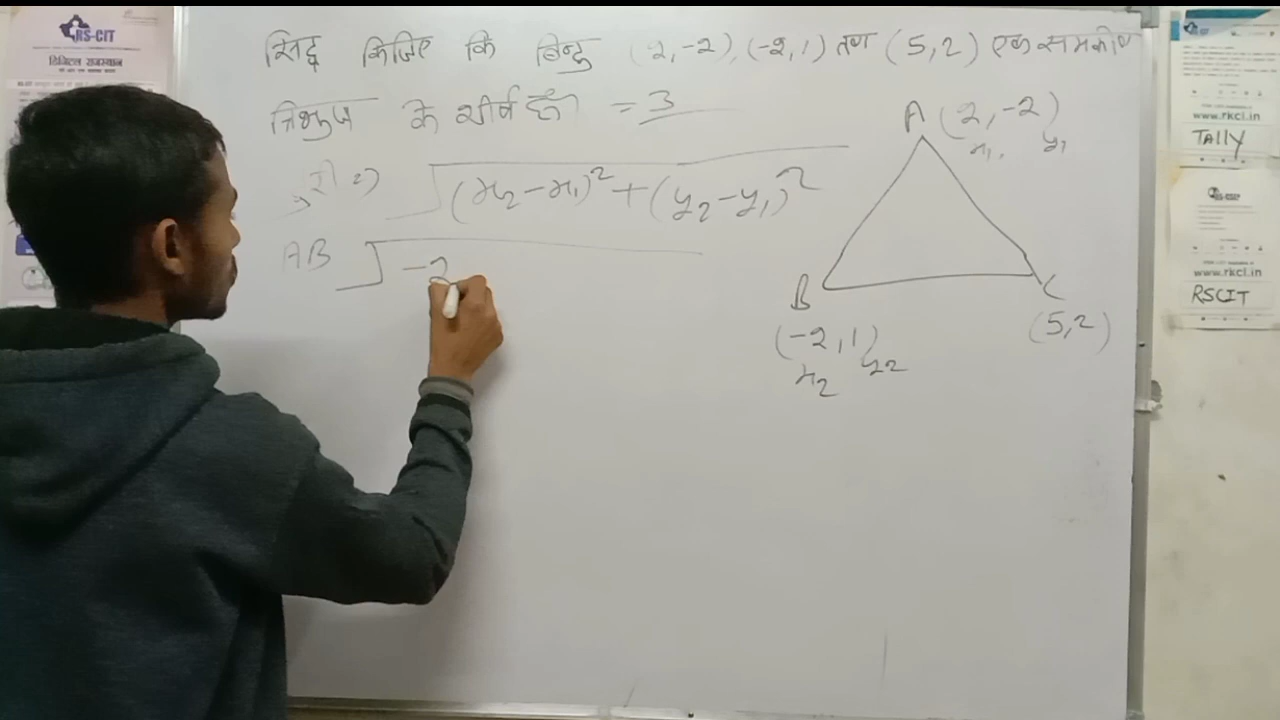 सिद्ध किजिए कि बिन्दु (2,-2), (-2,1) तथा (5,2) एक समकोण
त्रिभुज के शीर्ष है। = 3
√(x₂-x₁)² + (y₂-y₁)²
AB √-2
A (2,-2)
x₁, y₁
B
(-2,1)
x₂ y₂
C
(5,2)
RS-CIT
डिजिटल राजस्थान
www.rkcl.in
TALLY
www.rkcl.in
RSCIT